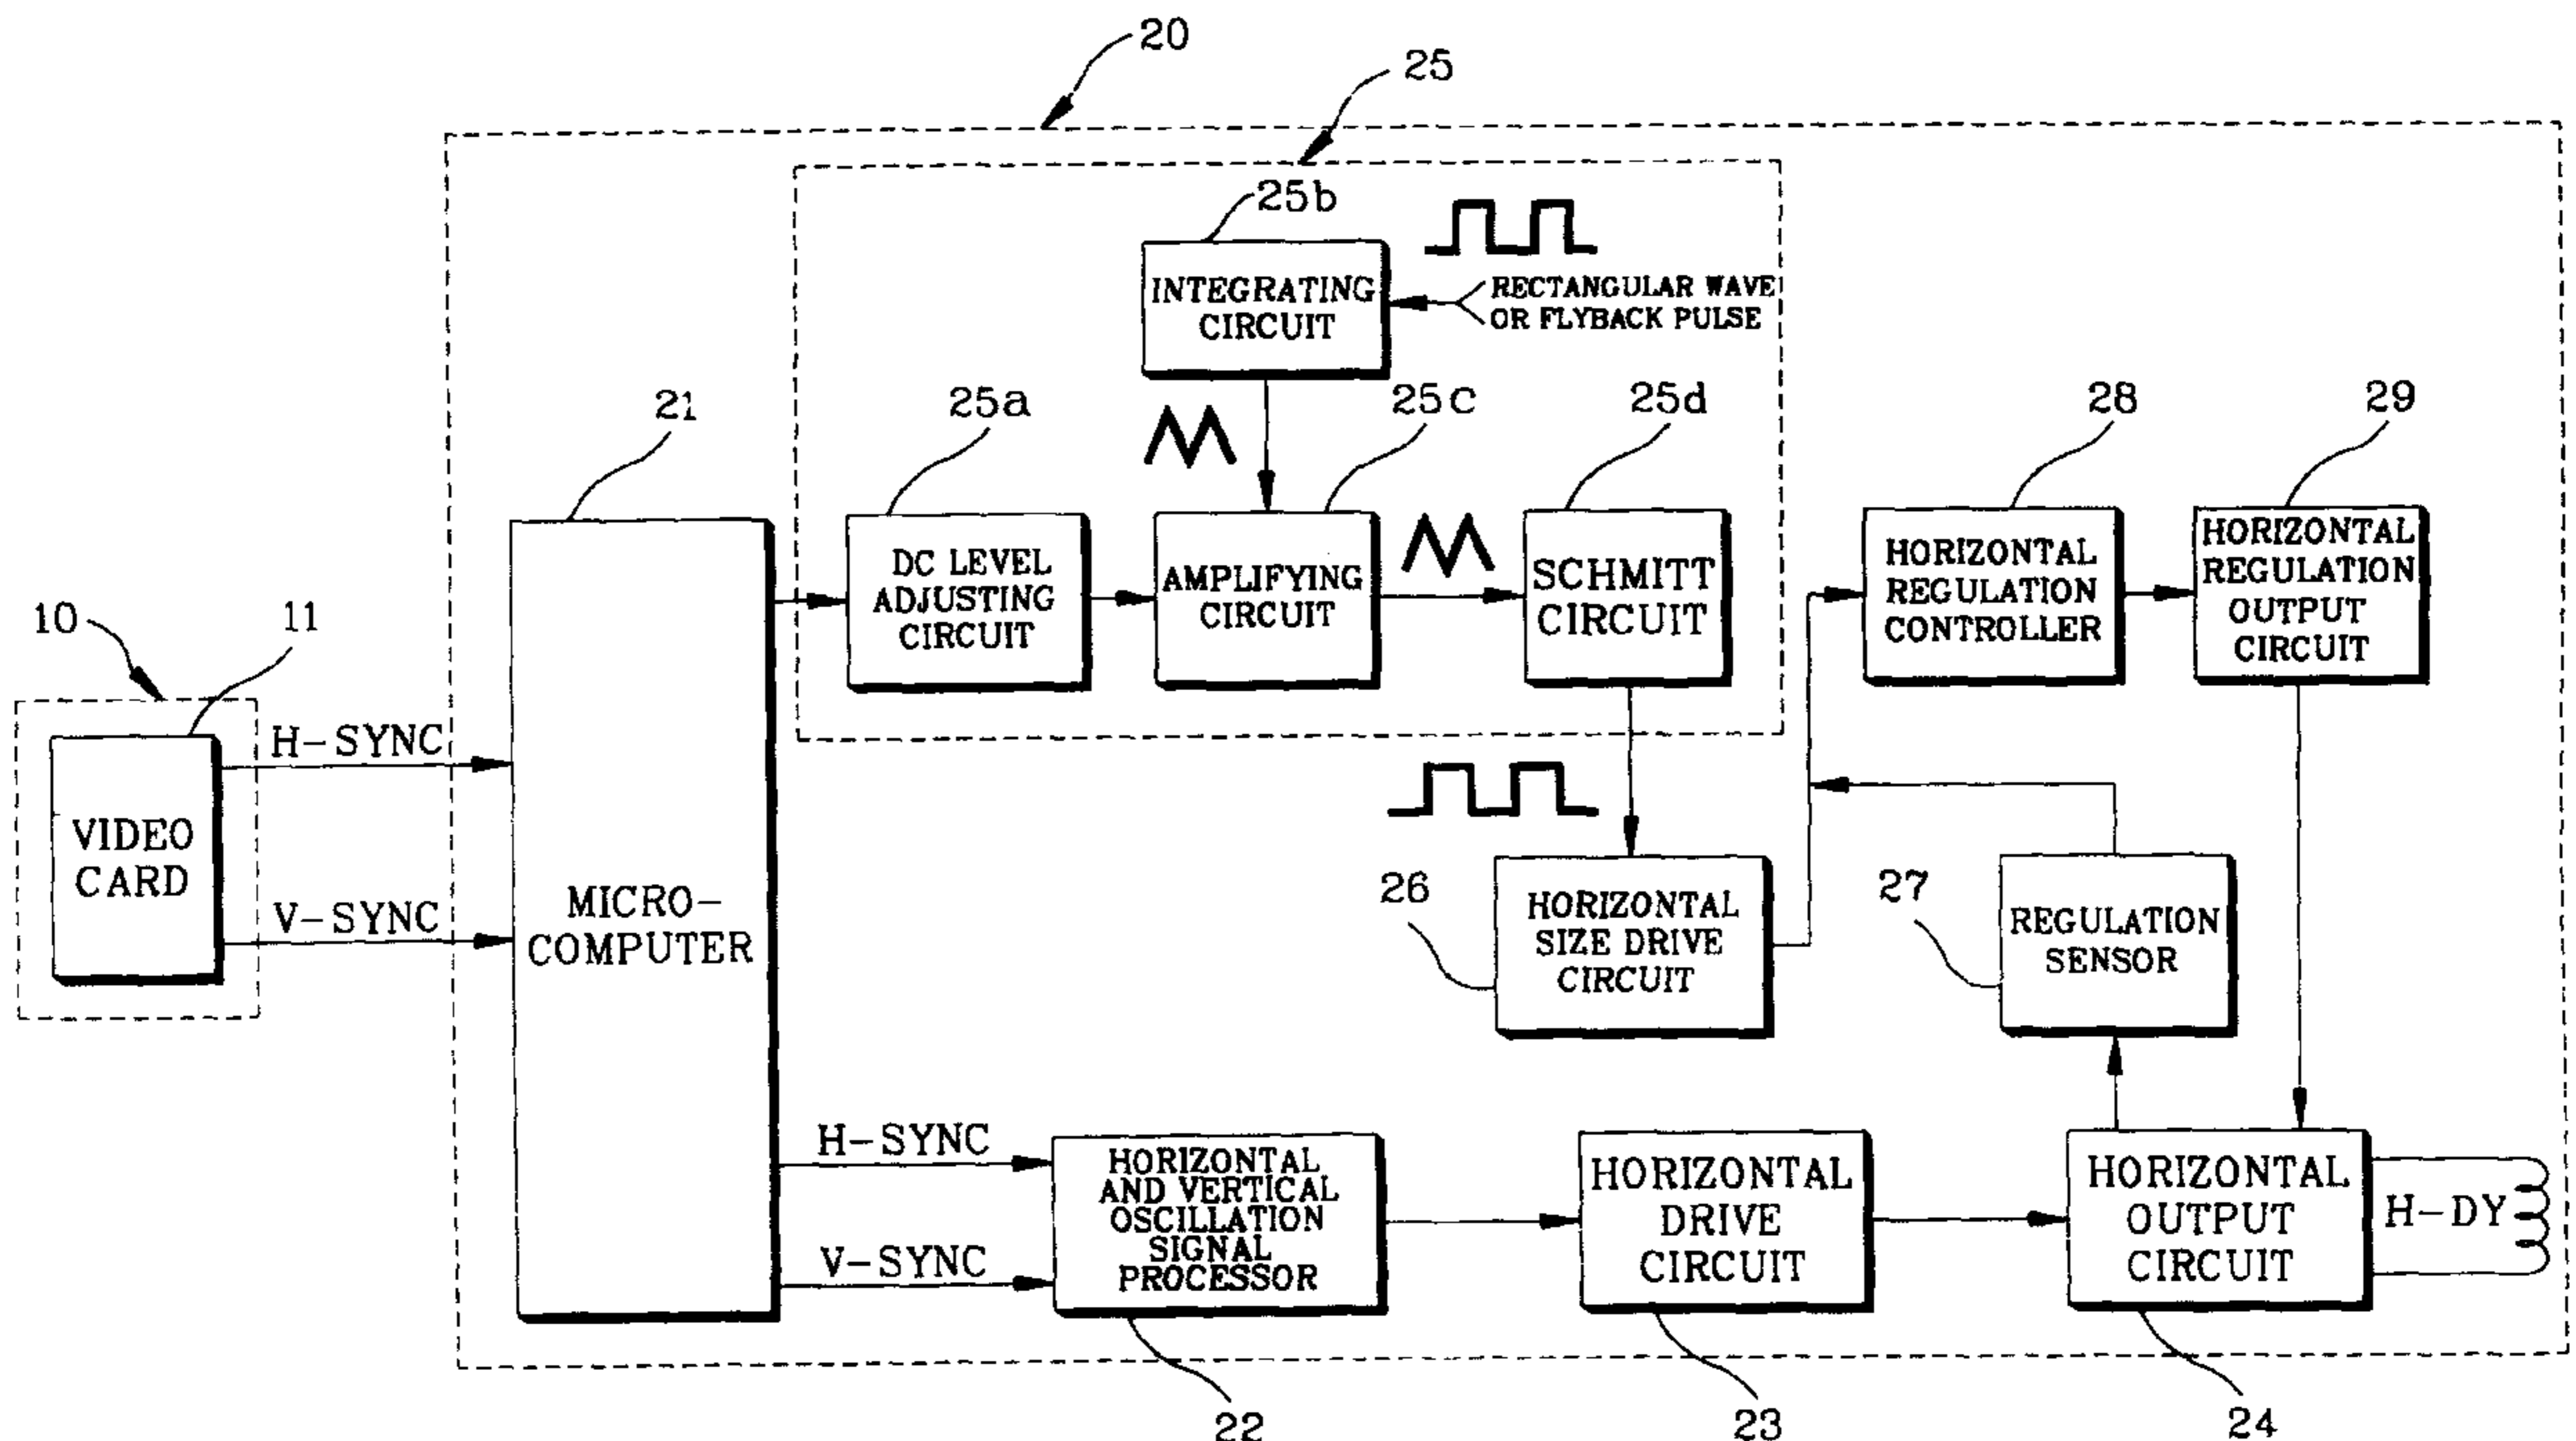 20
25
25b
INTEGRATING
CIRCUIT
RECTANGULAR WAVE
OR FLYBACK PULSE
21
25a
25c
25d
28
29
DC LEVEL
ADJUSTING
CIRCUIT
AMPLIFYING
CIRCUIT
SCHMITT
CIRCUIT
HORIZONTAL
REGULATION
CONTROLLER
HORIZONTAL
REGULATION
OUTPUT
CIRCUIT
10
11
H-SYNC
VIDEO
CARD
V-SYNC
MICRO-
COMPUTER
26
HORIZONTAL
SIZE DRIVE
CIRCUIT
27
REGULATION
SENSOR
H-SYNC
V-SYNC
HORIZONTAL
AND VERTICAL
OSCILLATION
SIGNAL
PROCESSOR
HORIZONTAL
DRIVE
CIRCUIT
HORIZONTAL
OUTPUT
CIRCUIT
H-DY
22
23
24